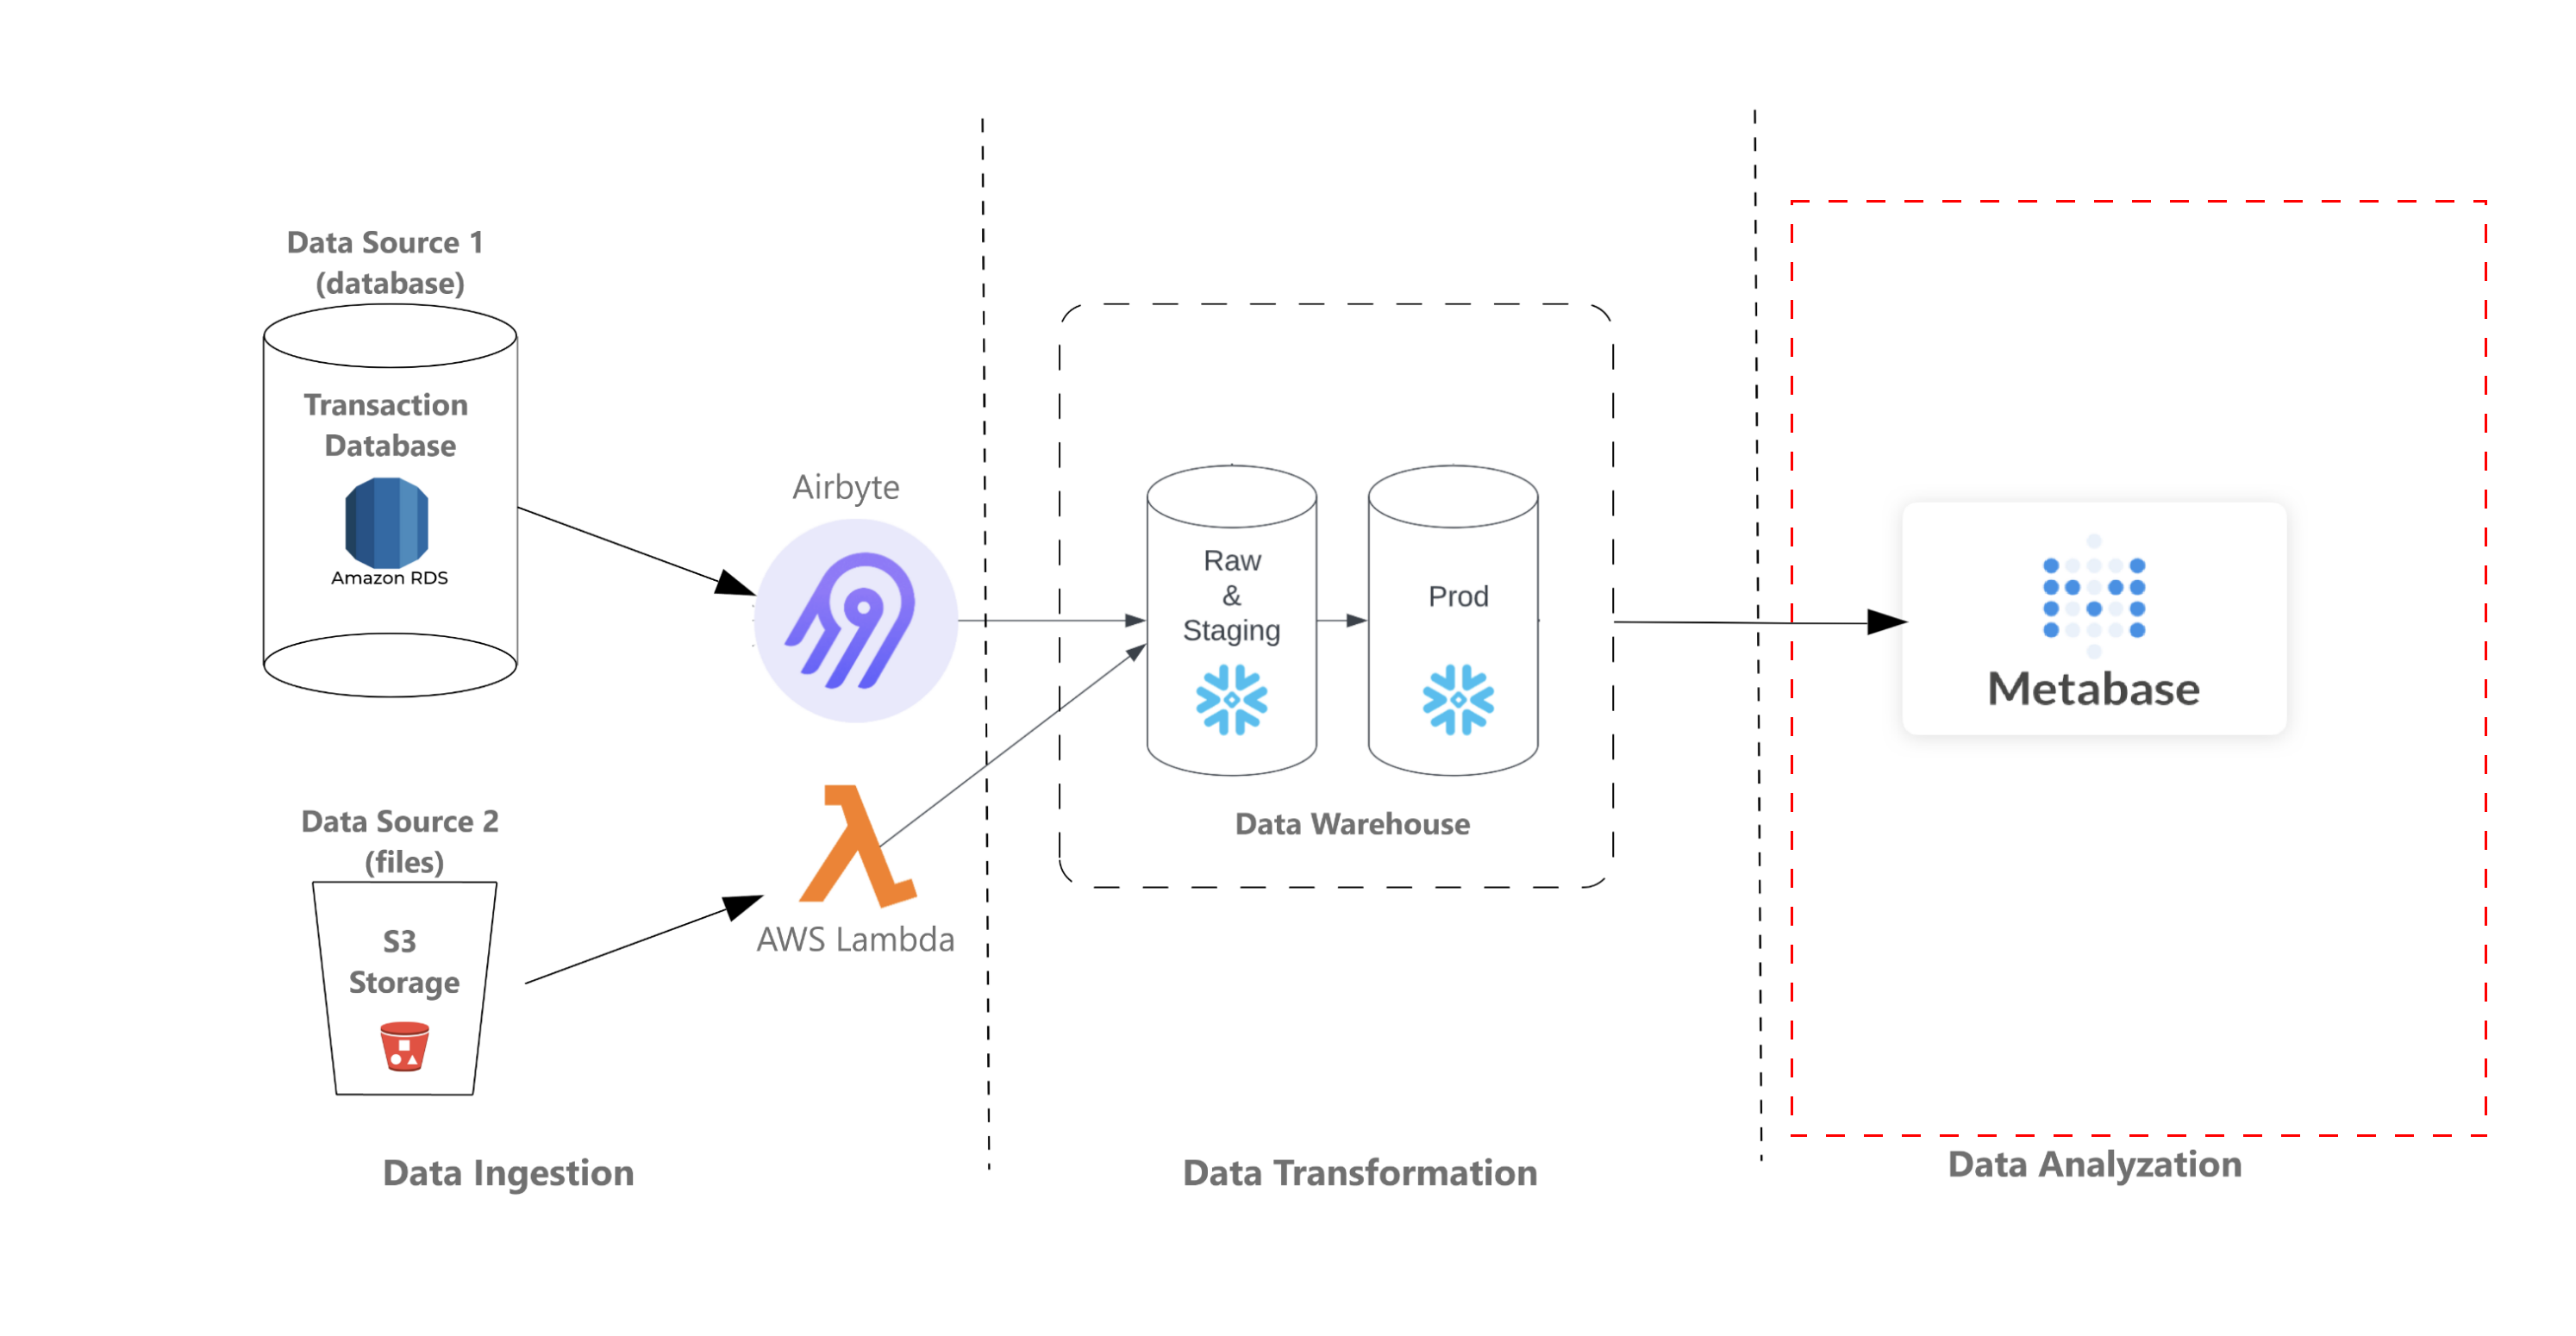 Data Source 1
(database)
Transaction
Database
Amazon RDS
Data Source 2
(files)
S3
Storage
Airbyte
AWS Lambda
Data Ingestion
Raw
&
Staging
Prod
Data Warehouse
Data Transformation
Metabase
Data Analyzation